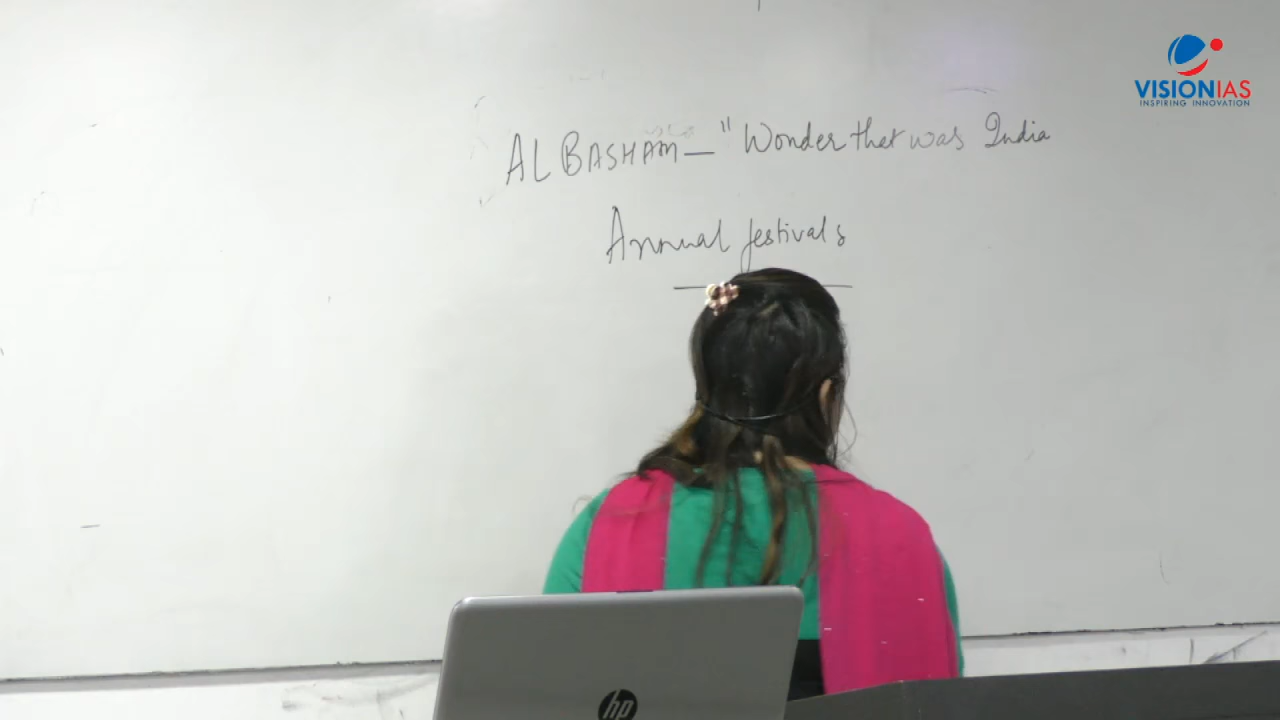 VISIONIAS
INSPIRING INNOVATION
AL BASHAM — "Wonder that was India
Annual festivals
hp